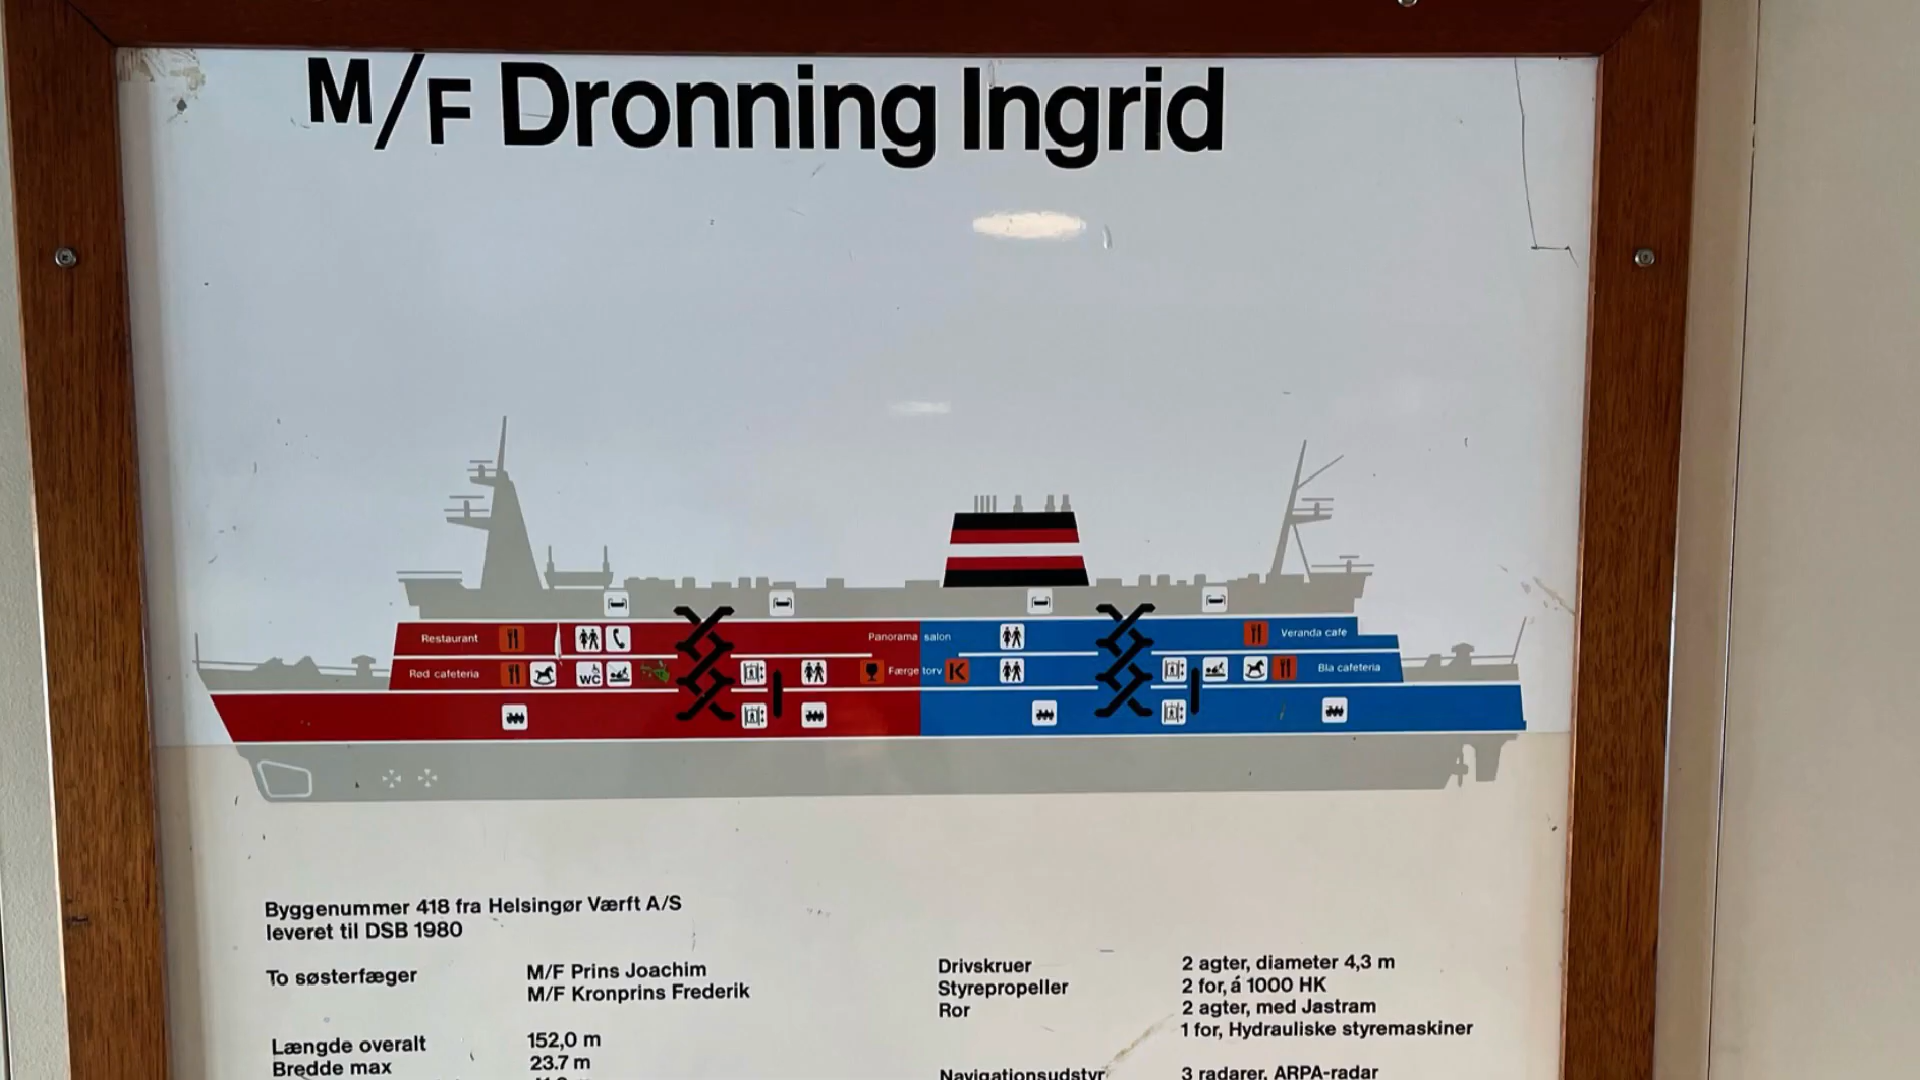 M/F Dronning Ingrid
Restaurant
Panorama salon
Veranda cafe
Rød cafeteria
WC
Færge torv
K
Bla cafeteria
Byggenummer 418 fra Helsingør Værft A/S
leveret til DSB 1980
To søsterfæger
M/F Prins Joachim
M/F Kronprins Frederik
Længde overalt 152,0 m
Bredde max 23.7 m
Drivskruer 2 agter, diameter 4,3 m
Styrepropeller 2 for, á 1000 HK
Ror 2 agter, med Jastram
1 for, Hydrauliske styremaskiner
Navigationsudstyr 3 radarer, ARPA-radar